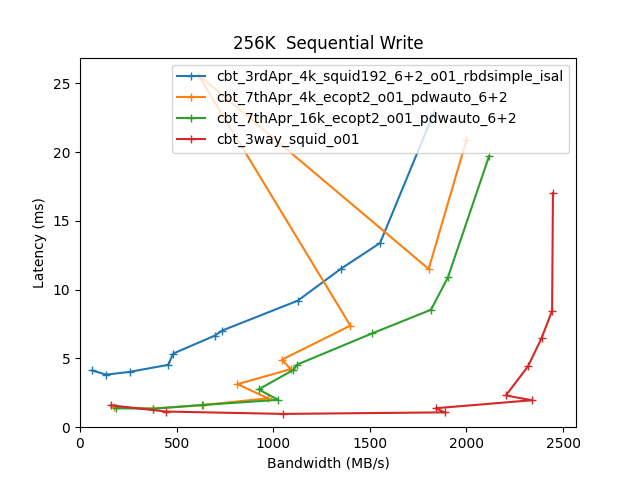 256K  Sequential Write
cbt_3rdApr_4k_squid192_6+2_o01_rbdsimple_isal
cbt_7thApr_4k_ecopt2_o01_pdwauto_6+2
cbt_7thApr_16k_ecopt2_o01_pdwauto_6+2
cbt_3way_squid_o01
25
20
15
10
5
0
Latency (ms)
0 500 1000 1500 2000 2500
Bandwidth (MB/s)